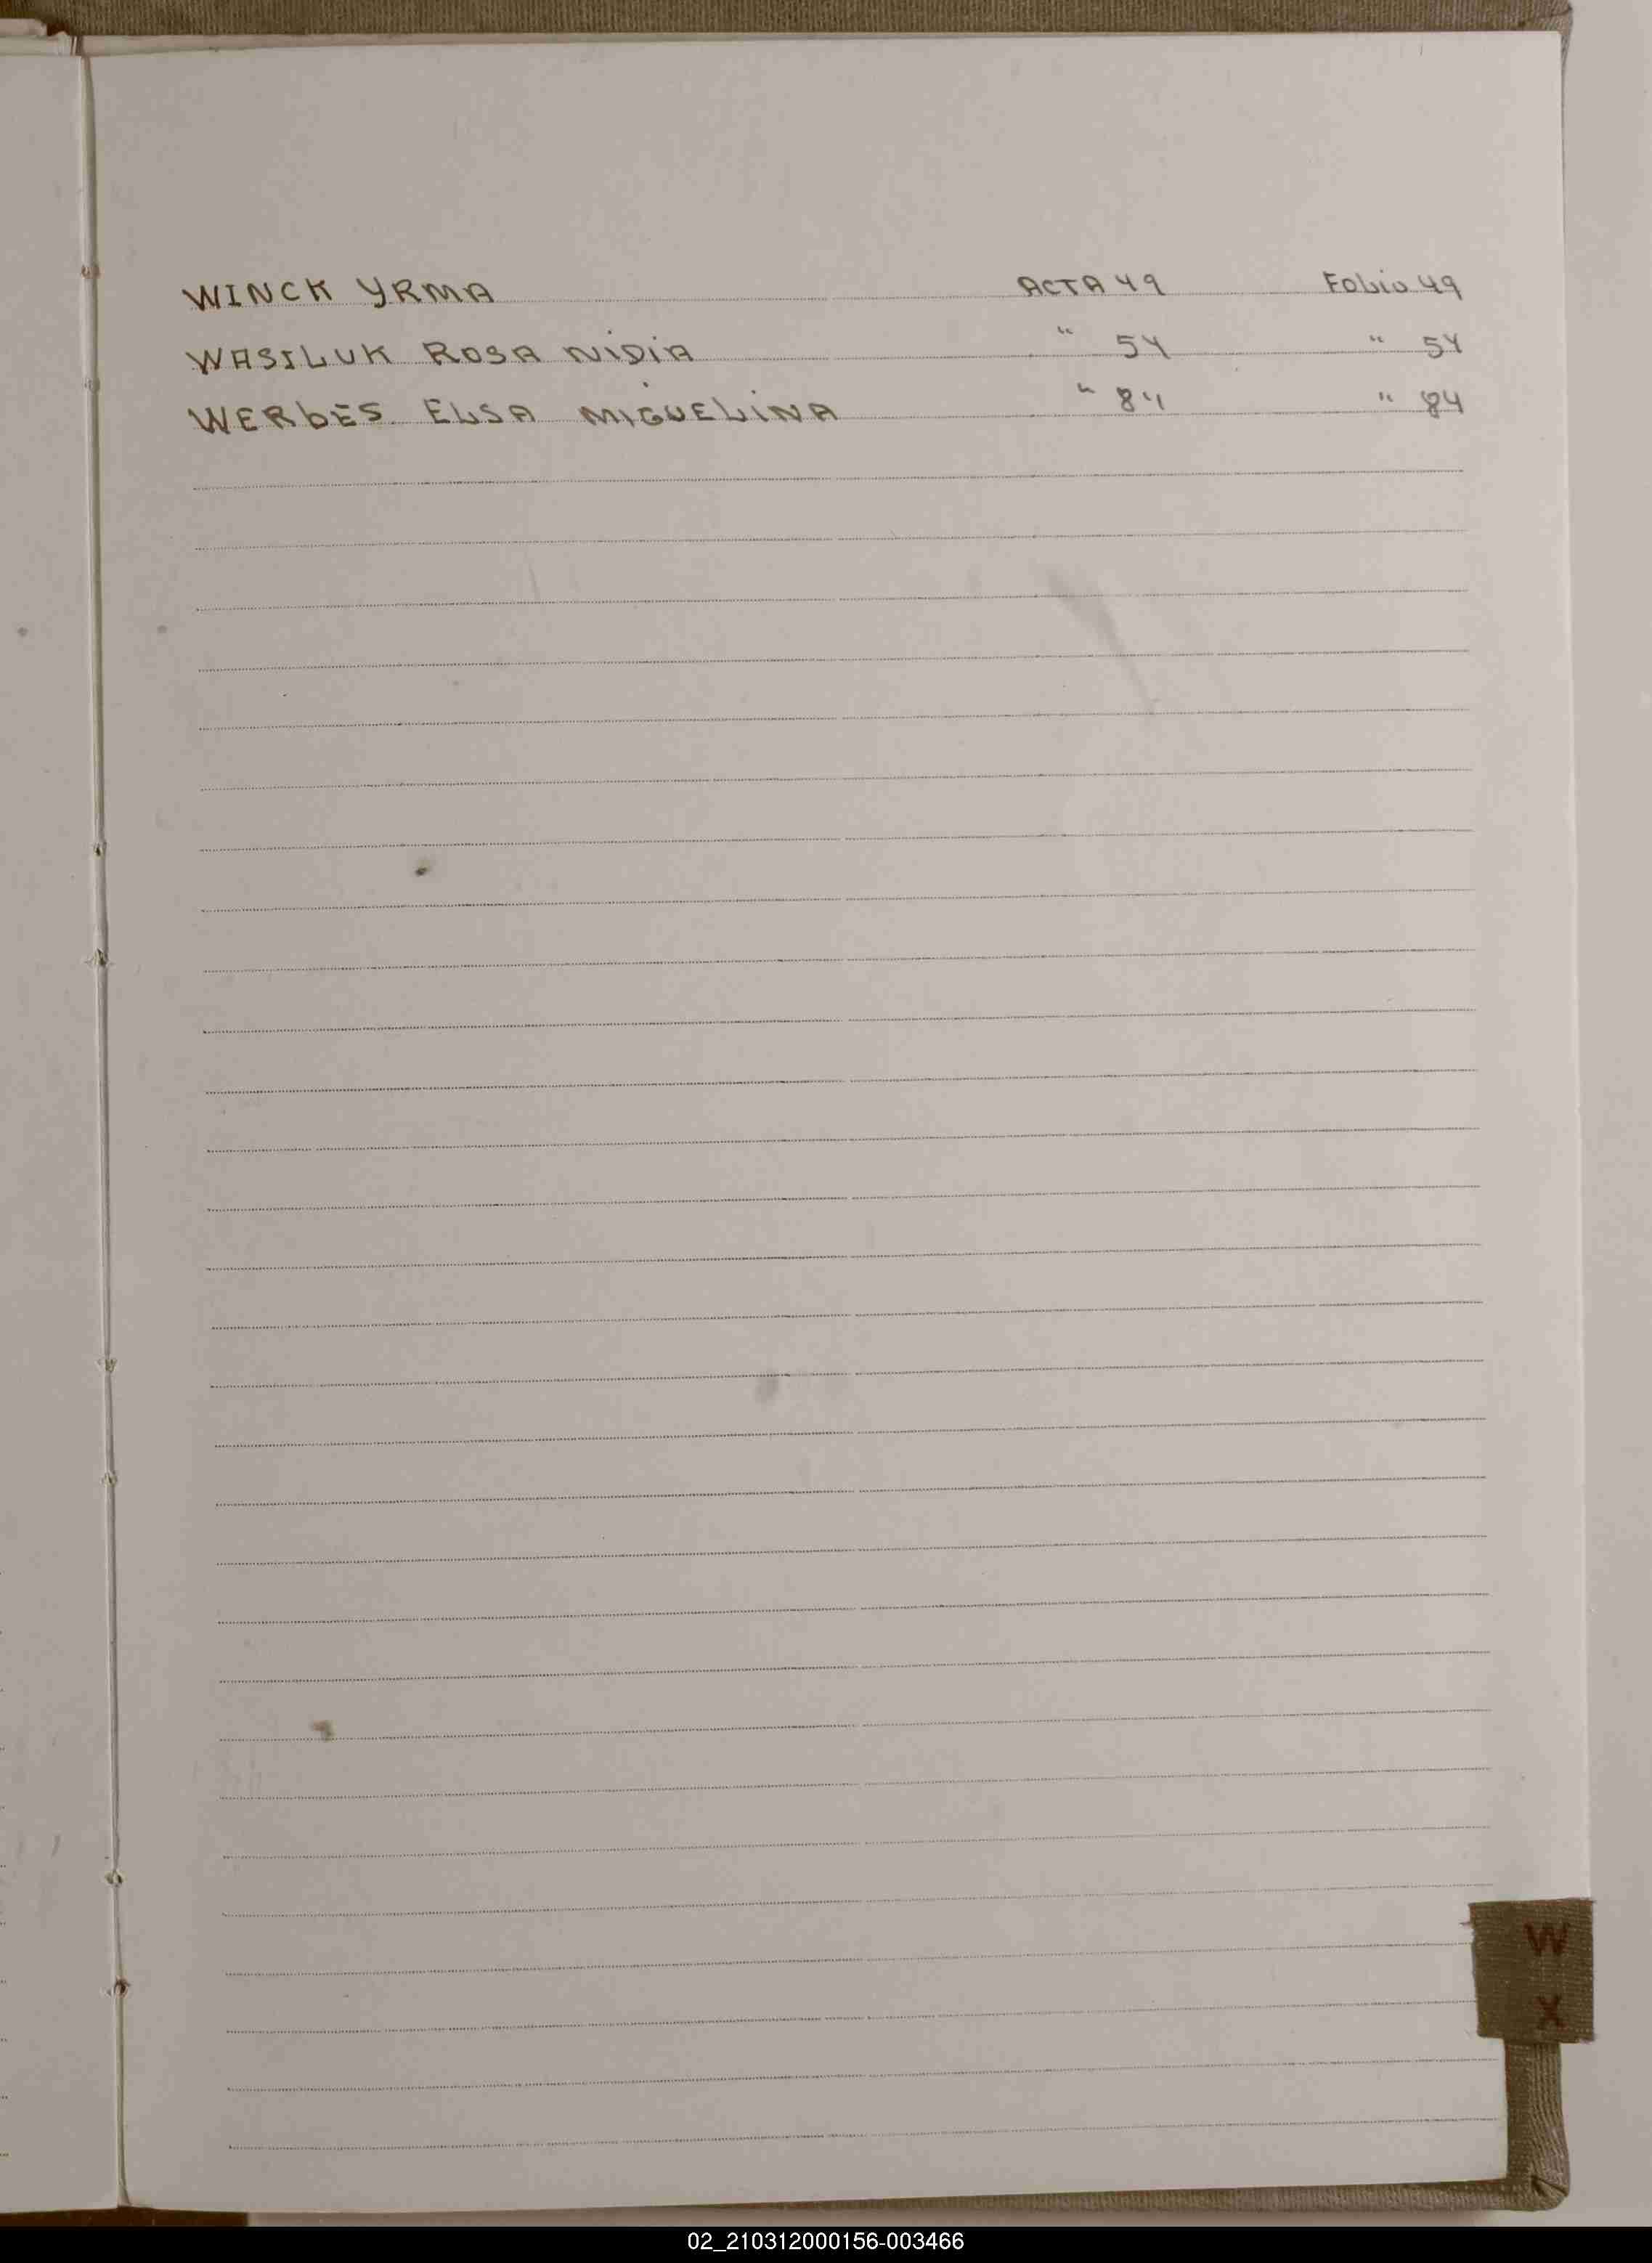 WINCK YRMA ACTA 49 Folio 49
WASILUK ROSA NIDIA " 54 " 54
WERBES ELSA MIGUELINA " 84 " 84
W
X
02_210312000156-003466